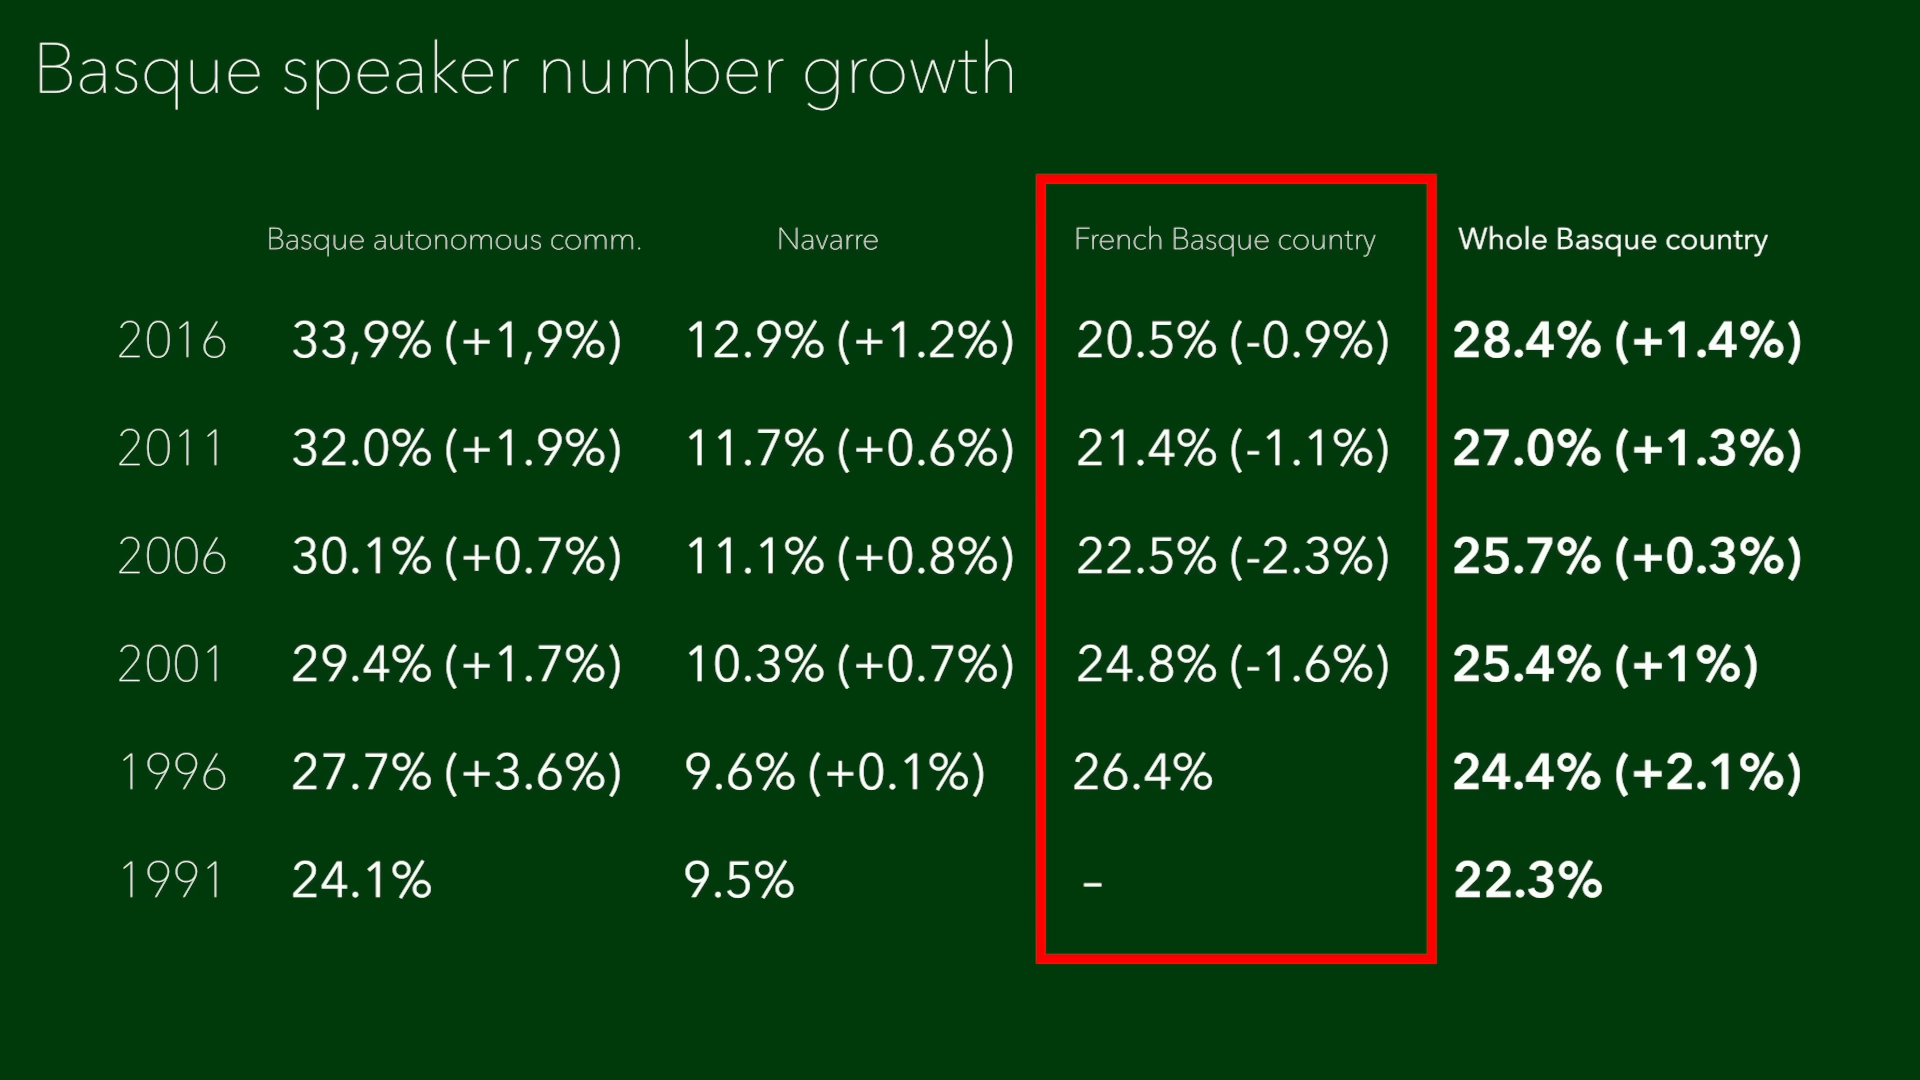 Basque speaker number growth
Basque autonomous comm. Navarre French Basque country Whole Basque country
2016 33,9% (+1,9%) 12.9% (+1.2%) 20.5% (-0.9%) 28.4% (+1.4%)
2011 32.0% (+1.9%) 11.7% (+0.6%) 21.4% (-1.1%) 27.0% (+1.3%)
2006 30.1% (+0.7%) 11.1% (+0.8%) 22.5% (-2.3%) 25.7% (+0.3%)
2001 29.4% (+1.7%) 10.3% (+0.7%) 24.8% (-1.6%) 25.4% (+1%)
1996 27.7% (+3.6%) 9.6% (+0.1%) 26.4% 24.4% (+2.1%)
1991 24.1% 9.5% – 22.3%